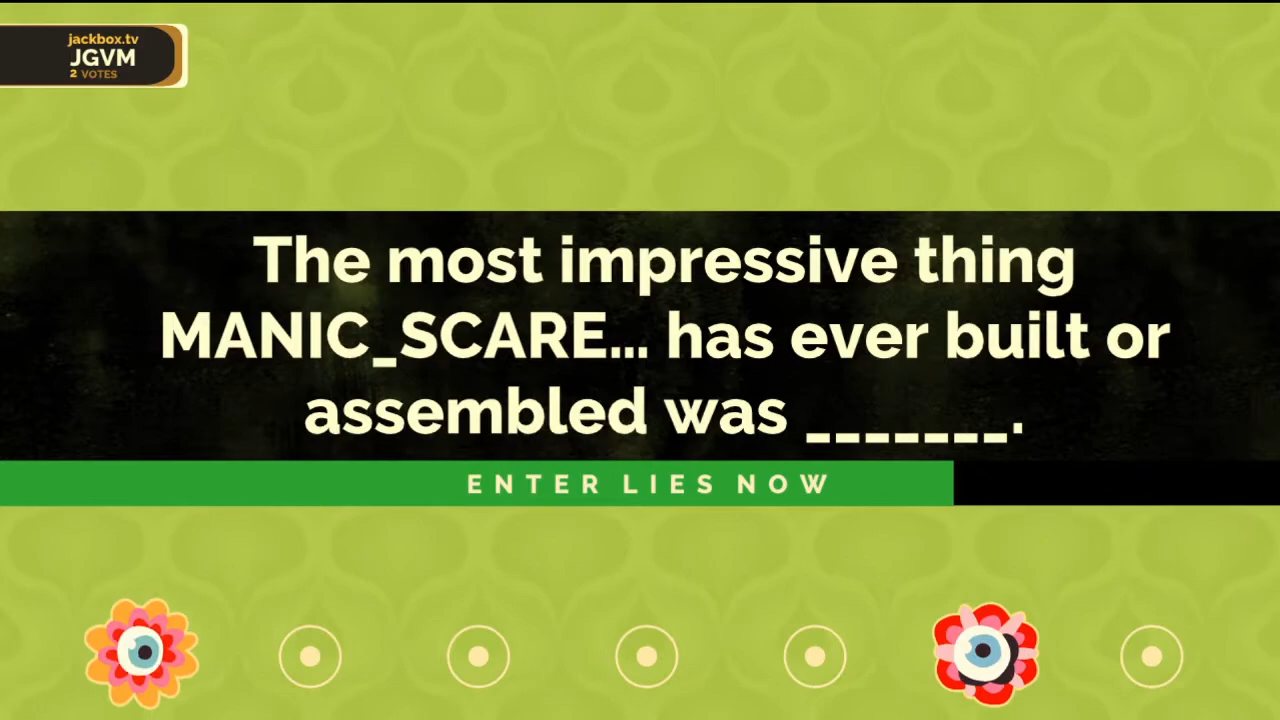 jackbox.tv
JGVM
2 VOTES
The most impressive thing
MANIC_SCARE... has ever built or
assembled was _______.
ENTER LIES NOW